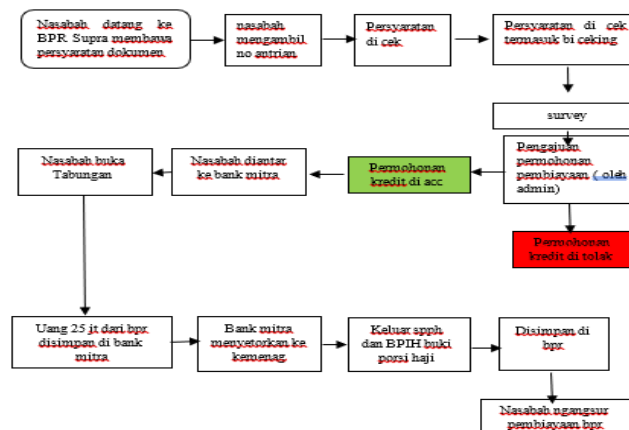 Nasabah datang ke
BPR Supra membawa
persyaratan dokumen
nasabah
mengambil
no antrian
Persyaratan
di cek
Persyaratan di cek
termasuk bi ceking
survey
Pengajuan
permohonan
pembiayaan ( oleh
admin)
Permohonan
kredit di acc
Nasabah diantar
ke bank mitra
Nasabah buka
Tabungan
Permohonan
kredit di tolak
Uang 25 jt dari bpr
disimpan di bank
mitra
Bank mitra
menyetorkan ke
kemenag
Keluar spph
dan BPIH buki
porsi haji
Disimpan di
bpr
Nasabah ngangsur
pembiayaan bpr